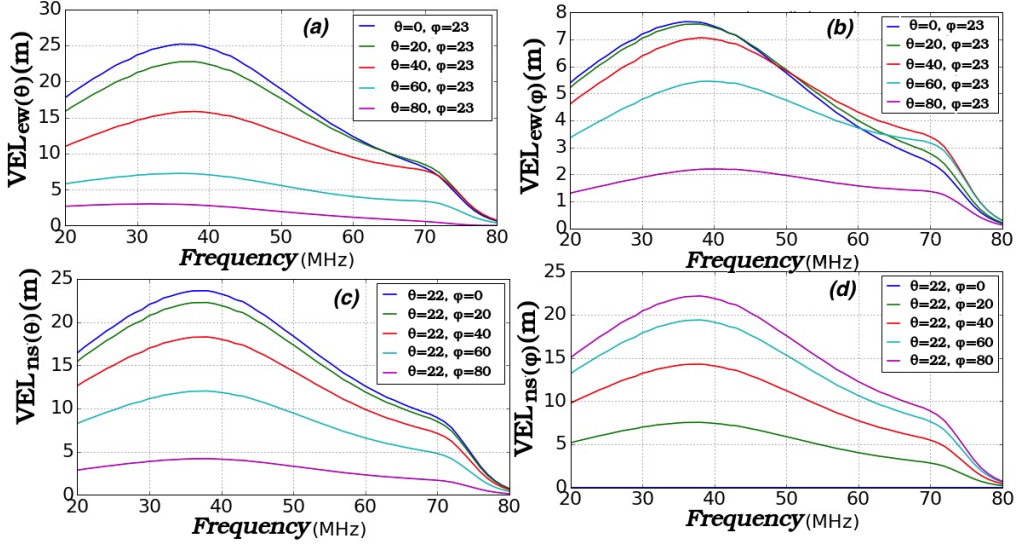 (a)
θ=0, φ=23
θ=20, φ=23
θ=40, φ=23
θ=60, φ=23
θ=80, φ=23
VELew(θ)(m)
30
25
20
15
10
5
0
20 30 40 50 60 70 80
Frequency(MHz)
(b)
θ=0, φ=23
θ=20, φ=23
θ=40, φ=23
θ=60, φ=23
θ=80, φ=23
VELew(φ)(m)
8
7
6
5
4
3
2
1
0
20 30 40 50 60 70 80
Frequency(MHz)
(c)
θ=22, φ=0
θ=22, φ=20
θ=22, φ=40
θ=22, φ=60
θ=22, φ=80
VELns(θ)(m)
25
20
15
10
5
0
20 30 40 50 60 70 80
Frequency(MHz)
(d)
θ=22, φ=0
θ=22, φ=20
θ=22, φ=40
θ=22, φ=60
θ=22, φ=80
VELns(φ)(m)
25
20
15
10
5
0
20 30 40 50 60 70 80
Frequency(MHz)